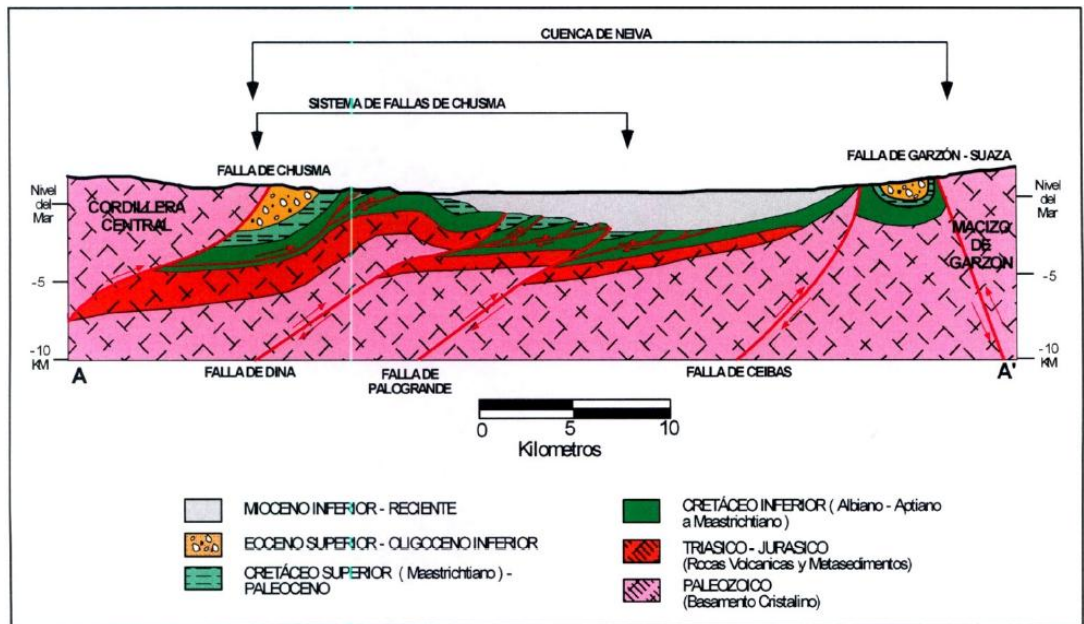 CUENCA DE NEIVA
SISTEMA DE FALLAS DE CHUSMA
FALLA DE CHUSMA
FALLA DE GARZÓN - SUAZA
Nivel
del
Mar
CORDILLERA
CENTRAL
Nivel
del
Mar
MACIZO
DE
GARZÓN
-5
-5
-10
KM
-10
KM
A
FALLA DE DINA
FALLA DE
PALOGRANDE
FALLA DE CEIBAS
A'
0 5 10
Kilometros
MIOCENO INFERIOR - RECIENTE
EOCENO SUPERIOR - OLIGOCENO INFERIOR
CRETÁCEO SUPERIOR ( Maastrichtiano ) -
PALEOCENO
CRETÁCEO INFERIOR ( Albiano - Aptiano
a Maastrichtiano )
TRIASICO - JURASICO
(Rocas Volcanicas y Metasedimentos)
PALEOZOICO
(Basamento Cristalino)